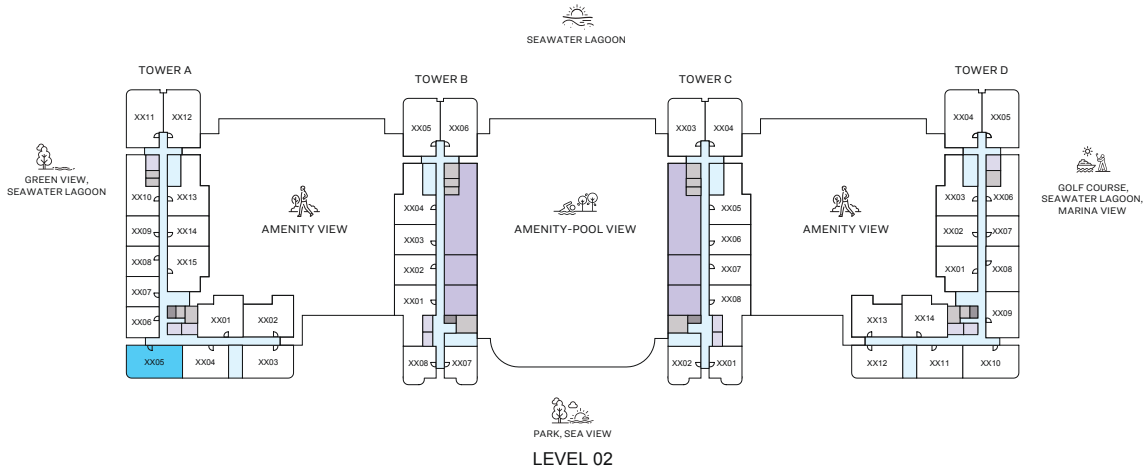 SEAWATER LAGOON
TOWER A
TOWER B
TOWER C
TOWER D
XX11
XX12
XX05
XX06
XX03
XX04
XX04
XX05
GREEN VIEW,
SEAWATER LAGOON
GOLF COURSE,
SEAWATER LAGOON,
MARINA VIEW
XX10
XX13
XX04
XX05
XX03
XX06
AMENITY VIEW
AMENITY-POOL VIEW
AMENITY VIEW
XX09
XX14
XX03
XX06
XX02
XX07
XX08
XX15
XX02
XX07
XX01
XX08
XX07
XX01
XX08
XX06
XX01
XX02
XX13
XX14
XX09
XX05
XX04
XX03
XX08
XX07
XX02
XX01
XX12
XX11
XX10
PARK, SEA VIEW
LEVEL 02